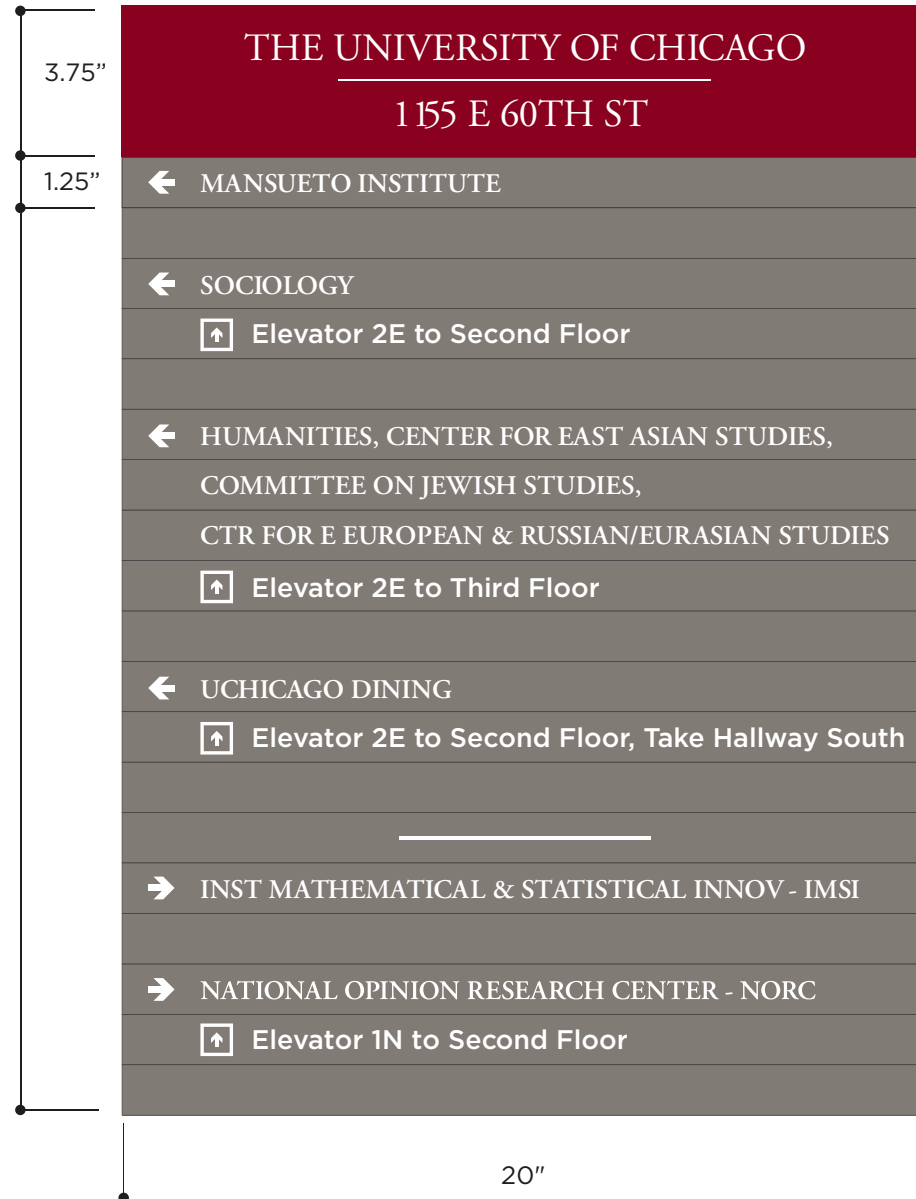 THE UNIVERSITY OF CHICAGO
1155 E 60TH ST
3.75”
1.25”
MANSUETO INSTITUTE
SOCIOLOGY
Elevator 2E to Second Floor
HUMANITIES, CENTER FOR EAST ASIAN STUDIES,
COMMITTEE ON JEWISH STUDIES,
CTR FOR E EUROPEAN & RUSSIAN/EURASIAN STUDIES
Elevator 2E to Third Floor
UCHICAGO DINING
Elevator 2E to Second Floor, Take Hallway South
INST MATHEMATICAL & STATISTICAL INNOV - IMSI
NATIONAL OPINION RESEARCH CENTER - NORC
Elevator 1N to Second Floor
20"